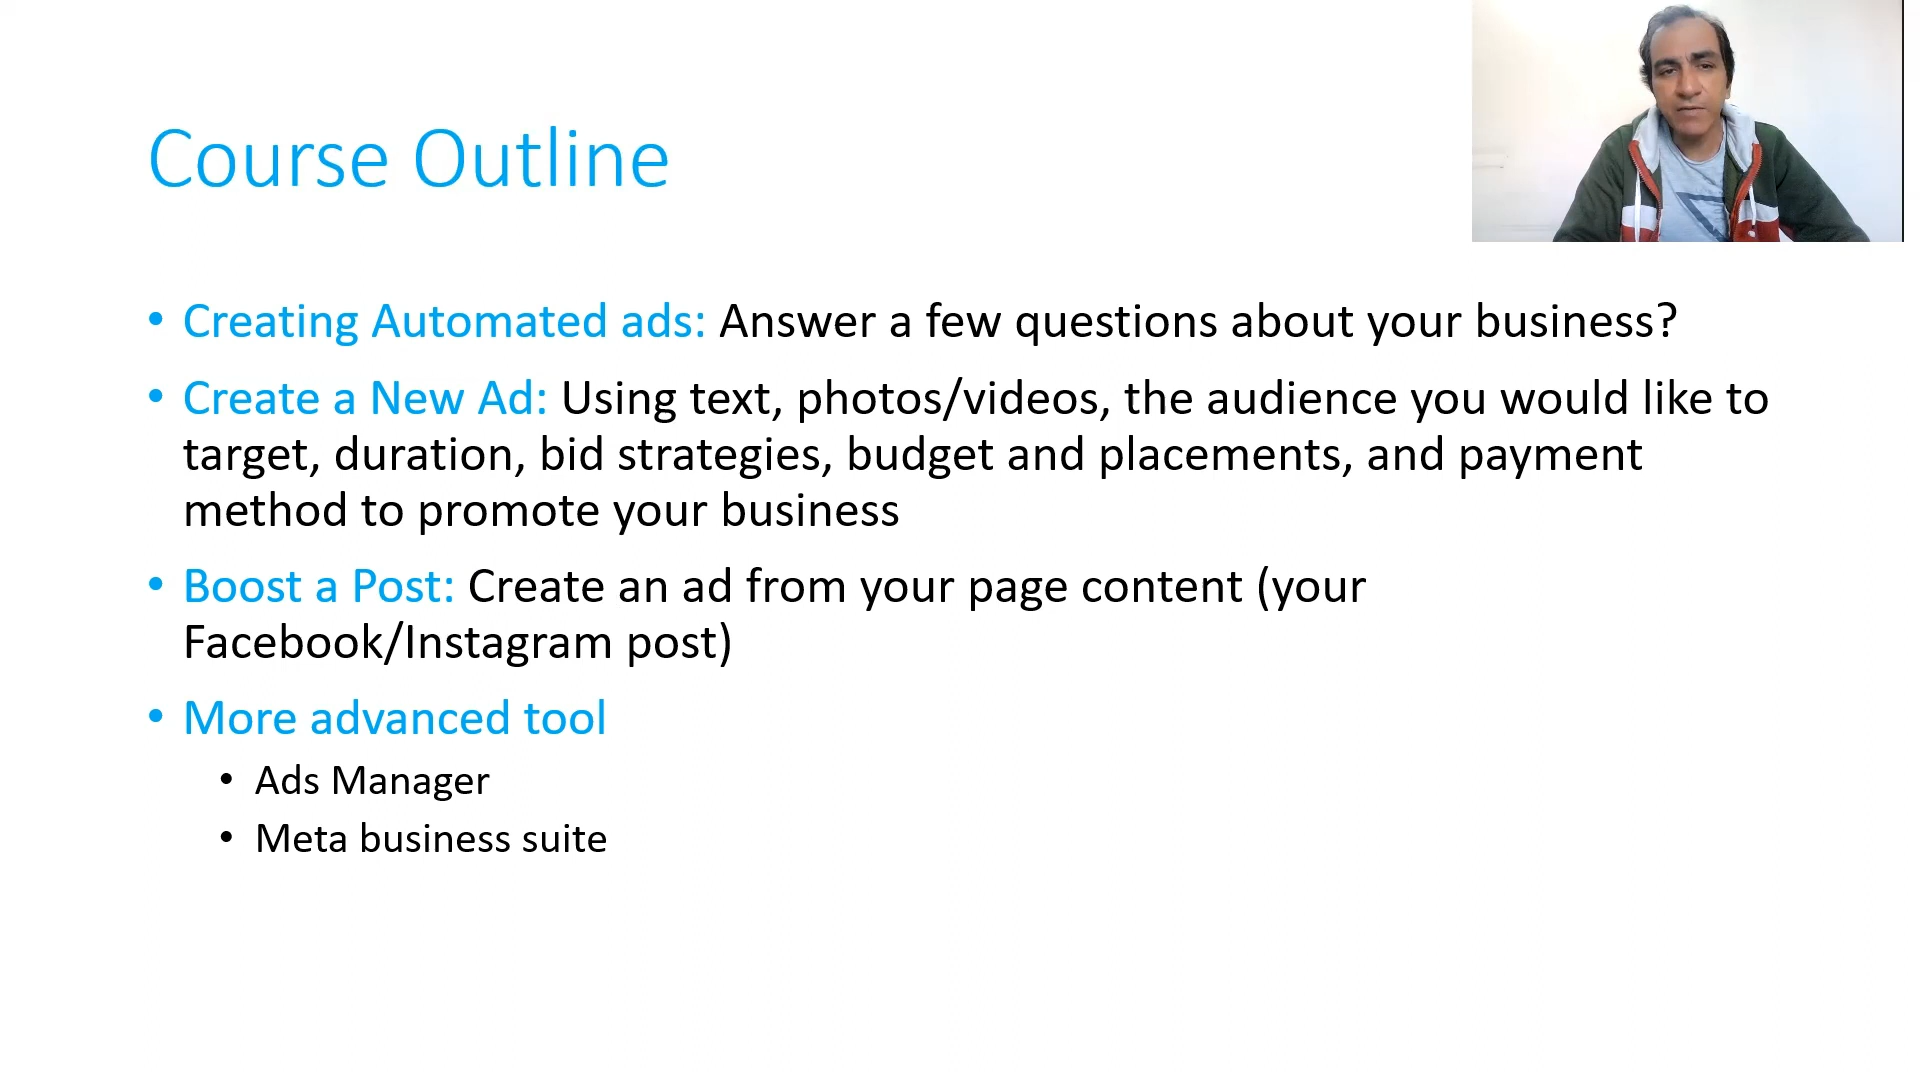 Course Outline
• Creating Automated ads: Answer a few questions about your business?
• Create a New Ad: Using text, photos/videos, the audience you would like to
target, duration, bid strategies, budget and placements, and payment
method to promote your business
• Boost a Post: Create an ad from your page content (your
Facebook/Instagram post)
• More advanced tool
• Ads Manager
• Meta business suite